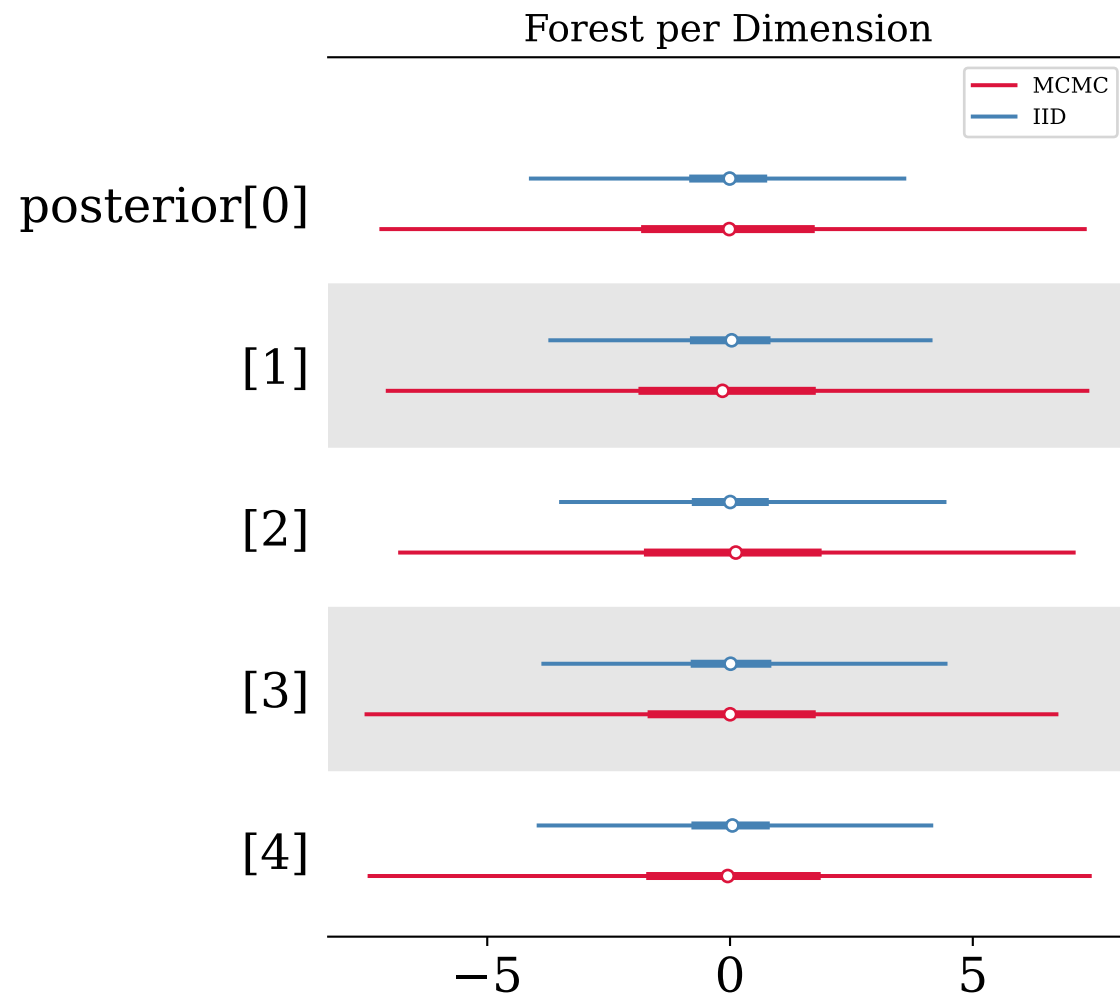 Forest per Dimension
MCMC
IID
posterior[0]
[1]
[2]
[3]
[4]
−5 0 5